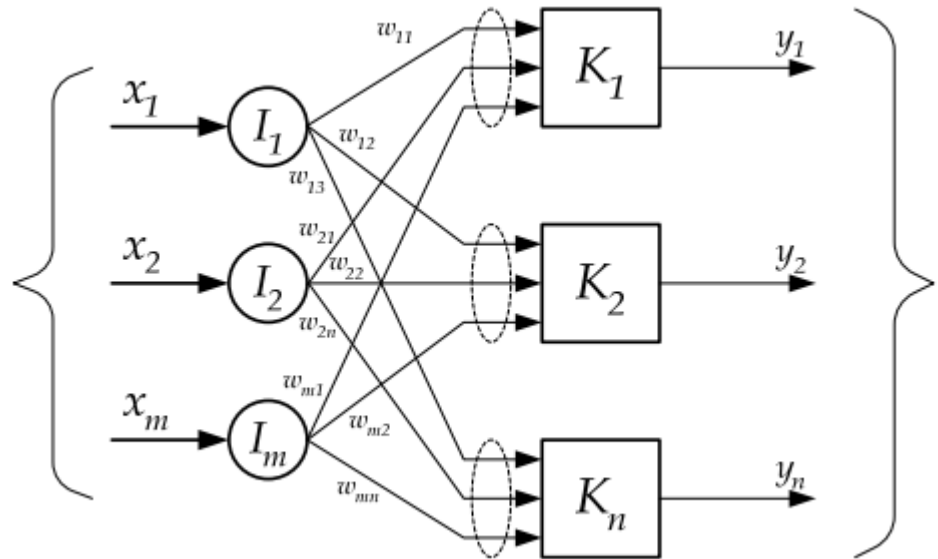 x₁
I₁
w₁₁
w₁₂
w₁₃
K₁
y₁
x₂
I₂
w₂₁
w₂₂
w₂ₙ
K₂
y₂
xₘ
Iₘ
wₘ₁
wₘ₂
wₘₙ
Kₙ
yₙ